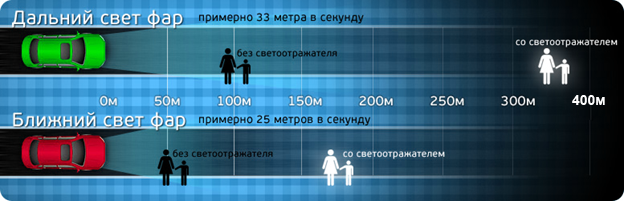 Дальний свет фар примерно 33 метра в секунду
со светоотражателем
без светоотражателя
0м 50м 100м 150м 200м 250м 300м 400м
Ближний свет фар примерно 25 метров в секунду
без светоотражателя со светоотражателем